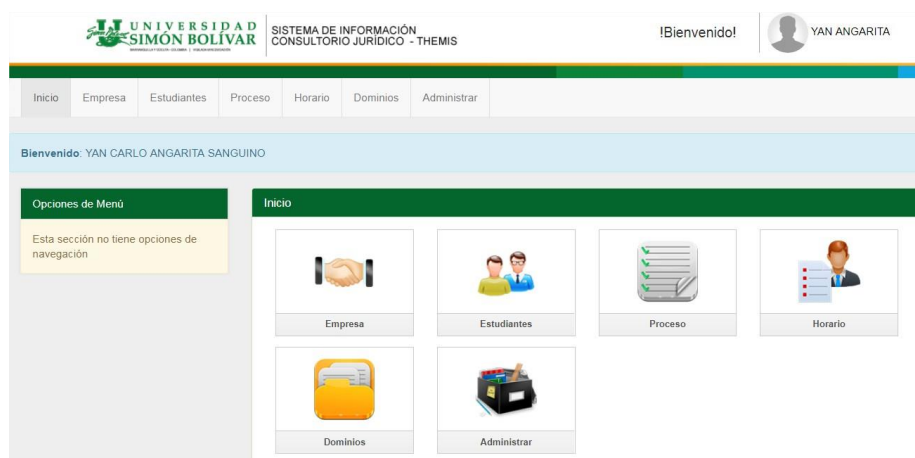 UNIVERSIDAD
SIMÓN BOLÍVAR
SISTEMA DE INFORMACIÓN
CONSULTORIO JURÍDICO - THEMIS
!Bienvenido!
YAN ANGARITA
Inicio
Empresa
Estudiantes
Proceso
Horario
Dominios
Administrar
Bienvenido: YAN CARLO ANGARITA SANGUINO
Opciones de Menú
Esta sección no tiene opciones de
navegación
Inicio
Empresa
Estudiantes
Proceso
Horario
Dominios
Administrar